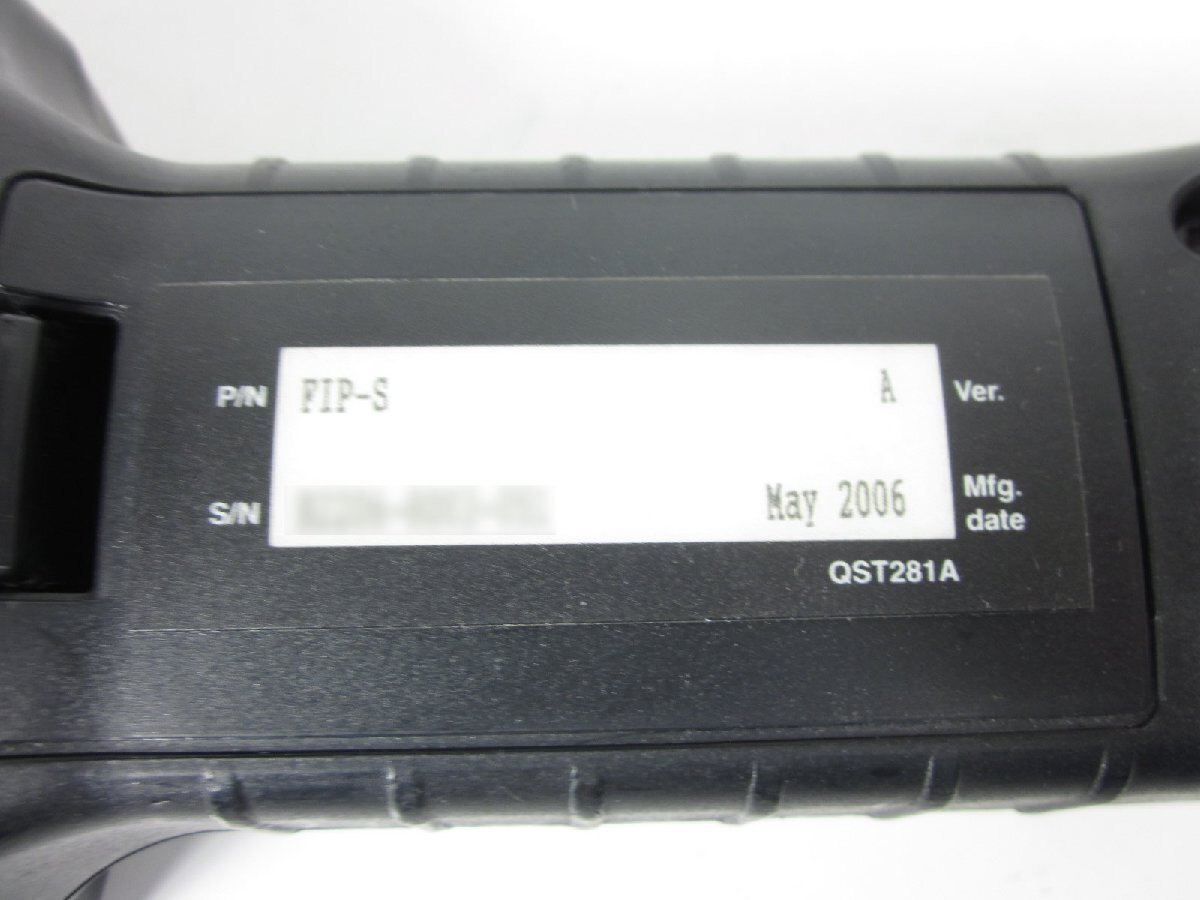 P/N FIP-S A Ver.
S/N May 2006 Mfg. date
QST281A